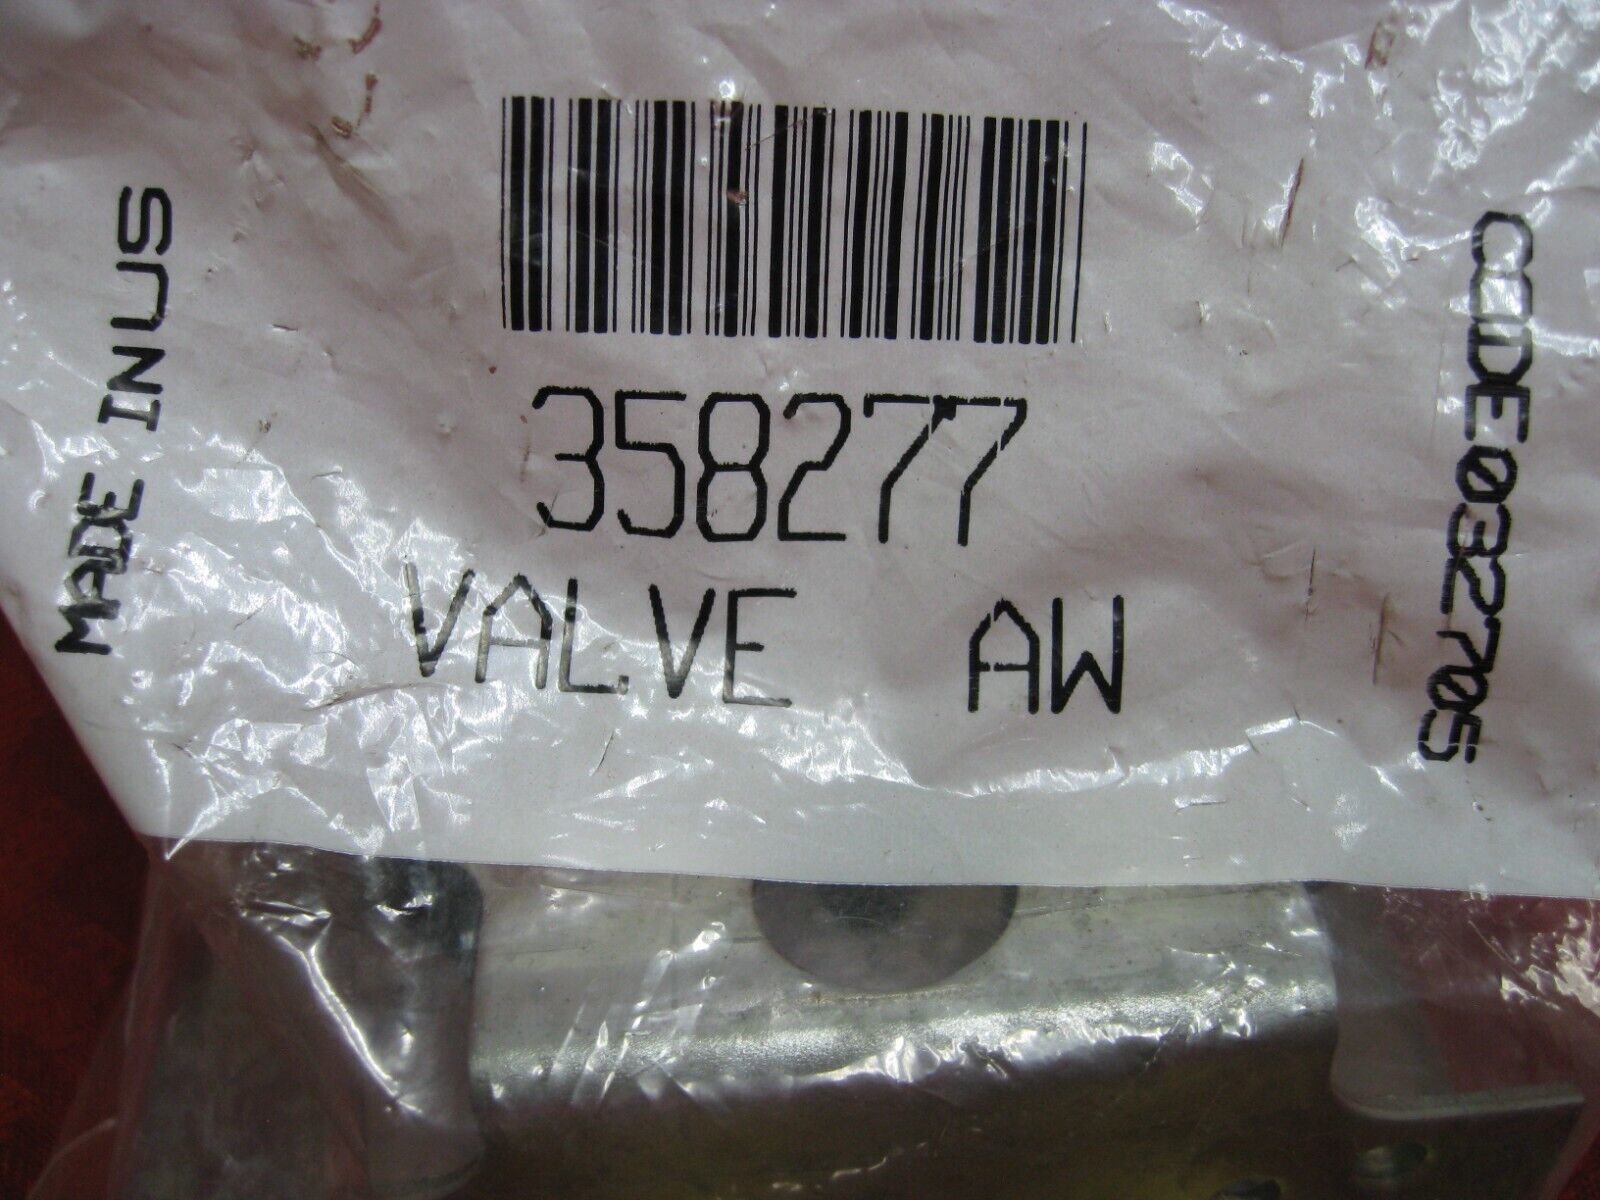 358277
VALVE AW
MADE IN US
CODE032705